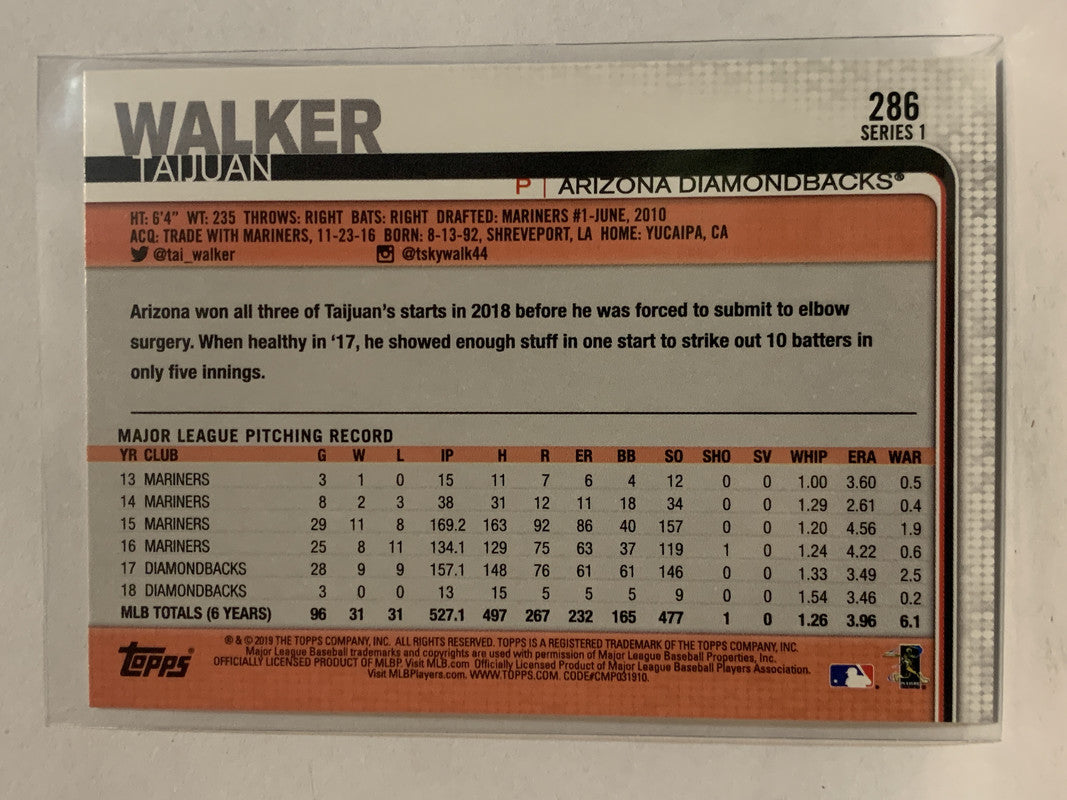 WALKER
TAIJUAN
286
SERIES 1
P | ARIZONA DIAMONDBACKS®
HT: 6'4" WT: 235 THROWS: RIGHT BATS: RIGHT DRAFTED: MARINERS #1-JUNE, 2010
ACQ: TRADE WITH MARINERS, 11-23-16 BORN: 8-13-92, SHREVEPORT, LA HOME: YUCAIPA, CA
@tai_walker @tskywalk44
Arizona won all three of Taijuan's starts in 2018 before he was forced to submit to elbow
surgery. When healthy in '17, he showed enough stuff in one start to strike out 10 batters in
only five innings.
MAJOR LEAGUE PITCHING RECORD
YR CLUB G W L IP H R ER BB SO SHO SV WHIP ERA WAR
13 MARINERS 3 1 0 15 11 7 6 4 12 0 0 1.00 3.60 0.5
14 MARINERS 8 2 3 38 31 12 11 18 34 0 0 1.29 2.61 0.4
15 MARINERS 29 11 8 169.2 163 92 86 40 157 0 0 1.20 4.56 1.9
16 MARINERS 25 8 11 134.1 129 75 63 37 119 1 0 1.24 4.22 0.6
17 DIAMONDBACKS 28 9 9 157.1 148 76 61 61 146 0 0 1.33 3.49 2.5
18 DIAMONDBACKS 3 0 0 13 15 5 5 5 9 0 0 1.54 3.46 0.2
MLB TOTALS (6 YEARS) 96 31 31 527.1 497 267 232 165 477 1 0 1.26 3.96 6.1
Topps
® & © 2019 THE TOPPS COMPANY, INC. ALL RIGHTS RESERVED. TOPPS IS A REGISTERED TRADEMARK OF THE TOPPS COMPANY, INC.
Major League Baseball trademarks and copyrights are used with permission of Major League Baseball Properties, Inc.
OFFICIALLY LICENSED PRODUCT OF MLBP. Visit MLB.com Officially Licensed Product of Major League Baseball Players Association.
Visit MLBPlayers.com. WWW.TOPPS.COM. CODE#CMP031910.